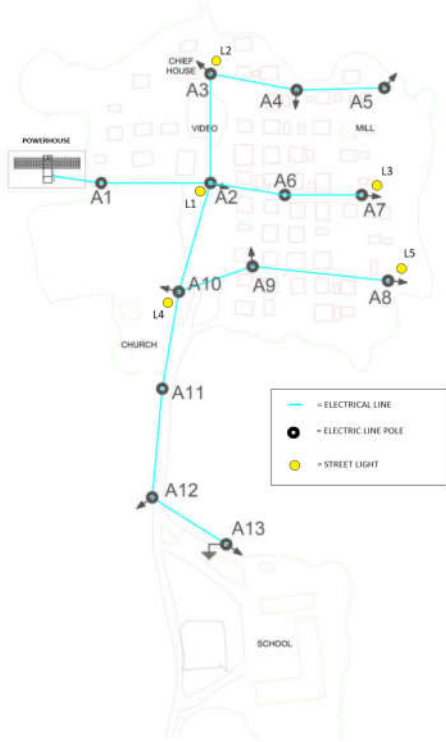 L2
CHIEF
HOUSE
A3
A4
A5
VIDEO
MILL
POWERHOUSE
L3
A6
A1
L1
A2
A7
L5
A10
A9
A8
L4
CHURCH
A11
= ELECTRICAL LINE
= ELECTRIC LINE POLE
= STREET LIGHT
A12
A13
SCHOOL